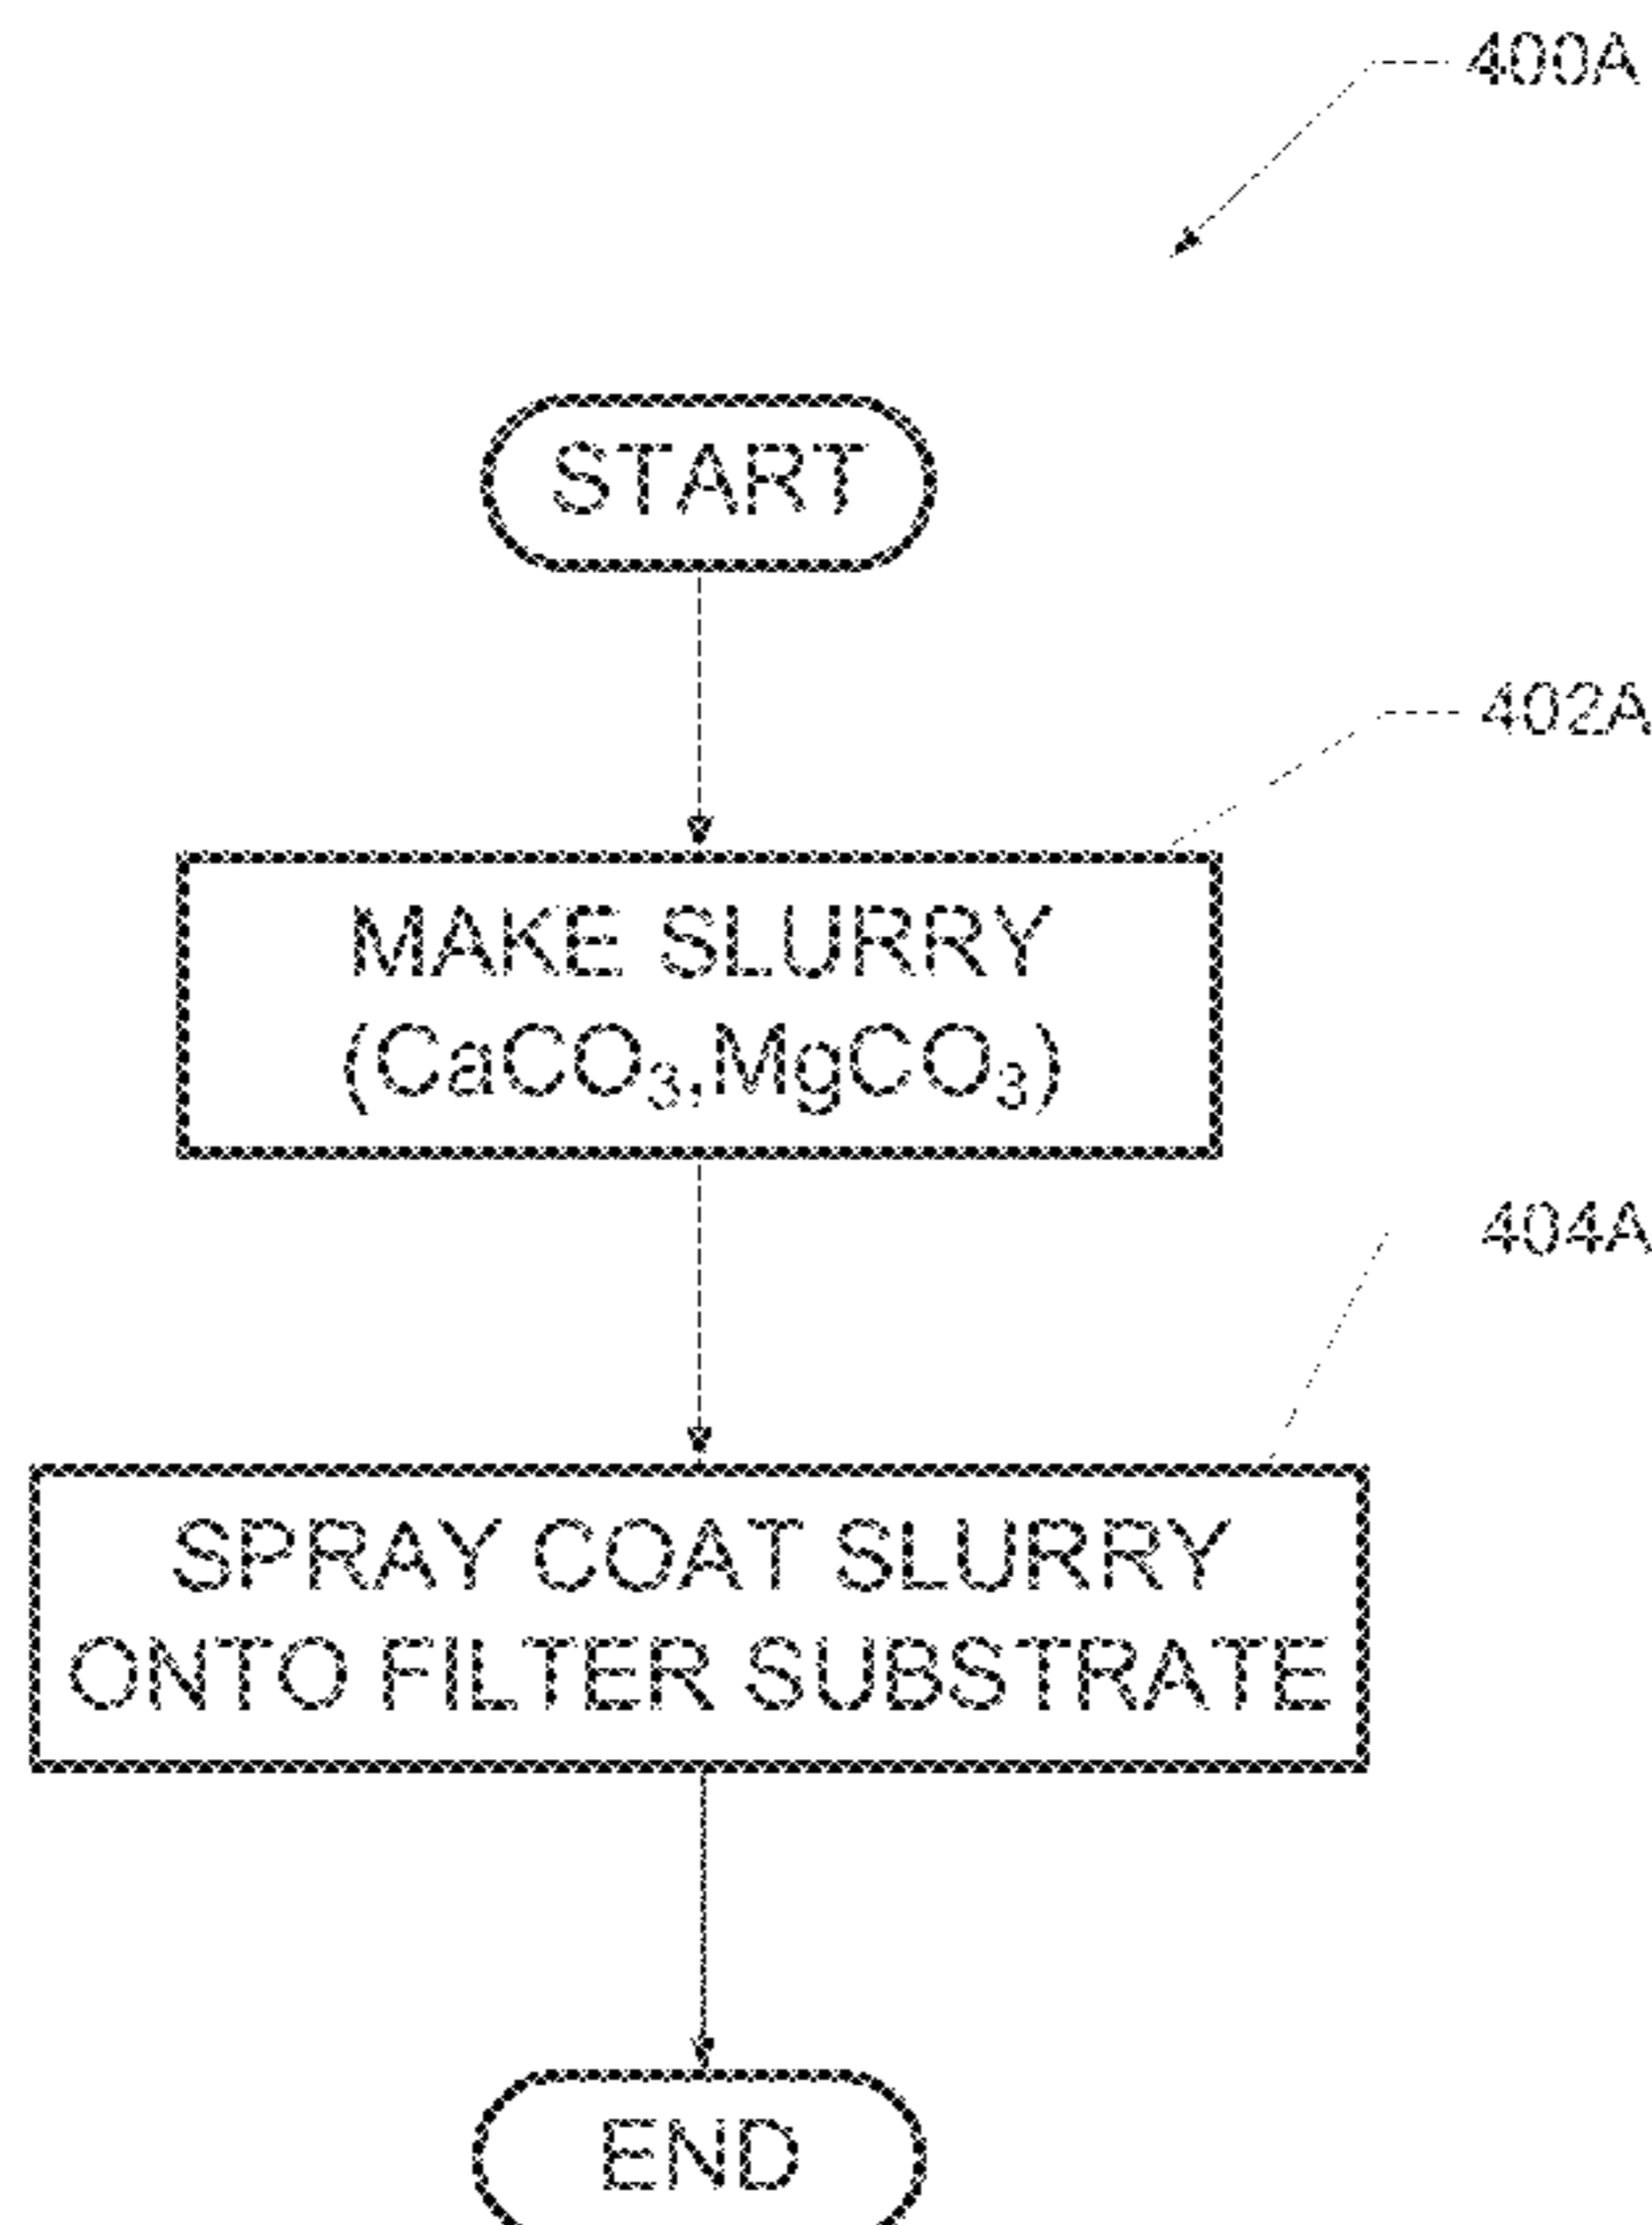 400A
START
402A
MAKE SLURRY
(CaCO₃,MgCO₃)
404A
SPRAY COAT SLURRY
ONTO FILTER SUBSTRATE
END